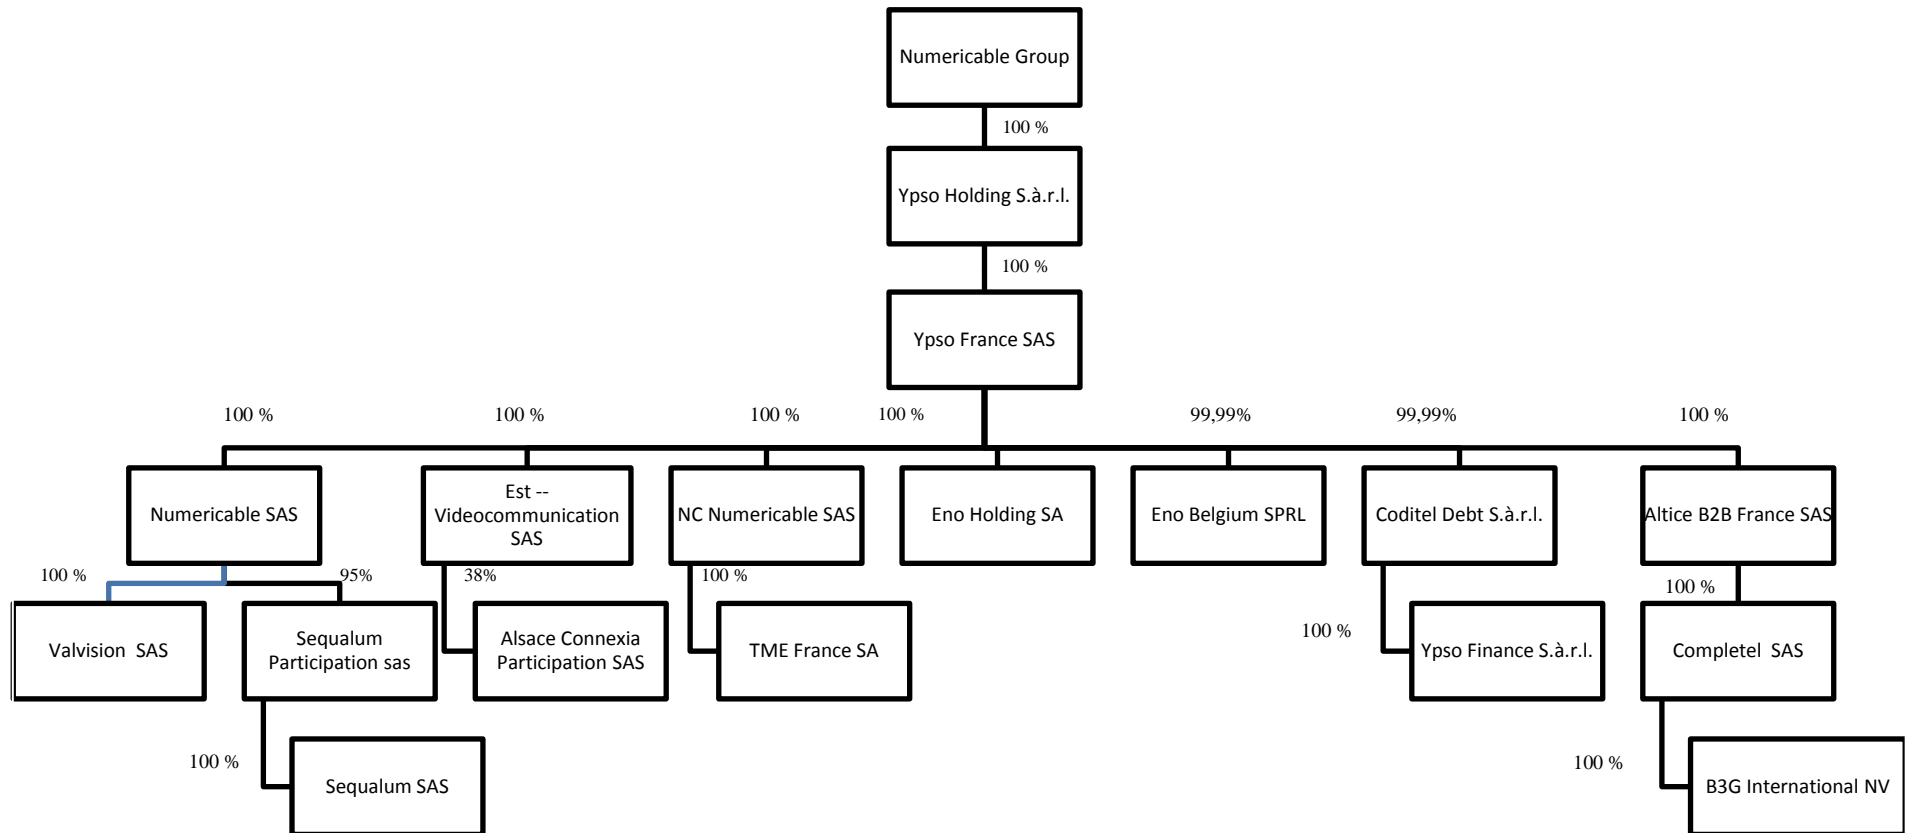 Numericable Group
100 %
Ypso Holding S.à.r.l.
100 %
Ypso France SAS
100 %
100 %
100 %
100 %
99,99%
99,99%
100 %
Numericable SAS
Est --
Videocommunication
SAS
NC Numericable SAS
Eno Holding SA
Eno Belgium SPRL
Coditel Debt S.à.r.l.
Altice B2B France SAS
100 %
95%
38%
100 %
100 %
Valvision SAS
Sequalum
Participation sas
Alsace Connexia
Participation SAS
TME France SA
100 %
Ypso Finance S.à.r.l.
Completel SAS
100 %
Sequalum SAS
100 %
B3G International NV